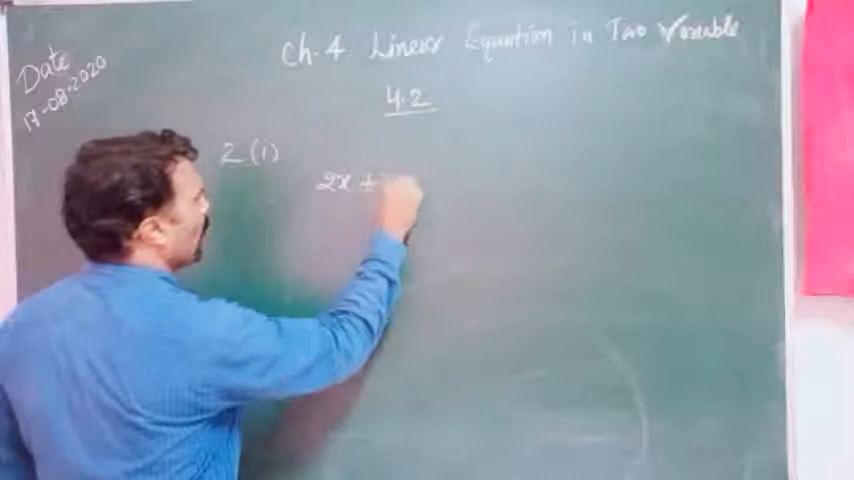 Ch.4 Linear Equation in Two Variable
Date
17-08-2020
4.2
2 (i)
2x +